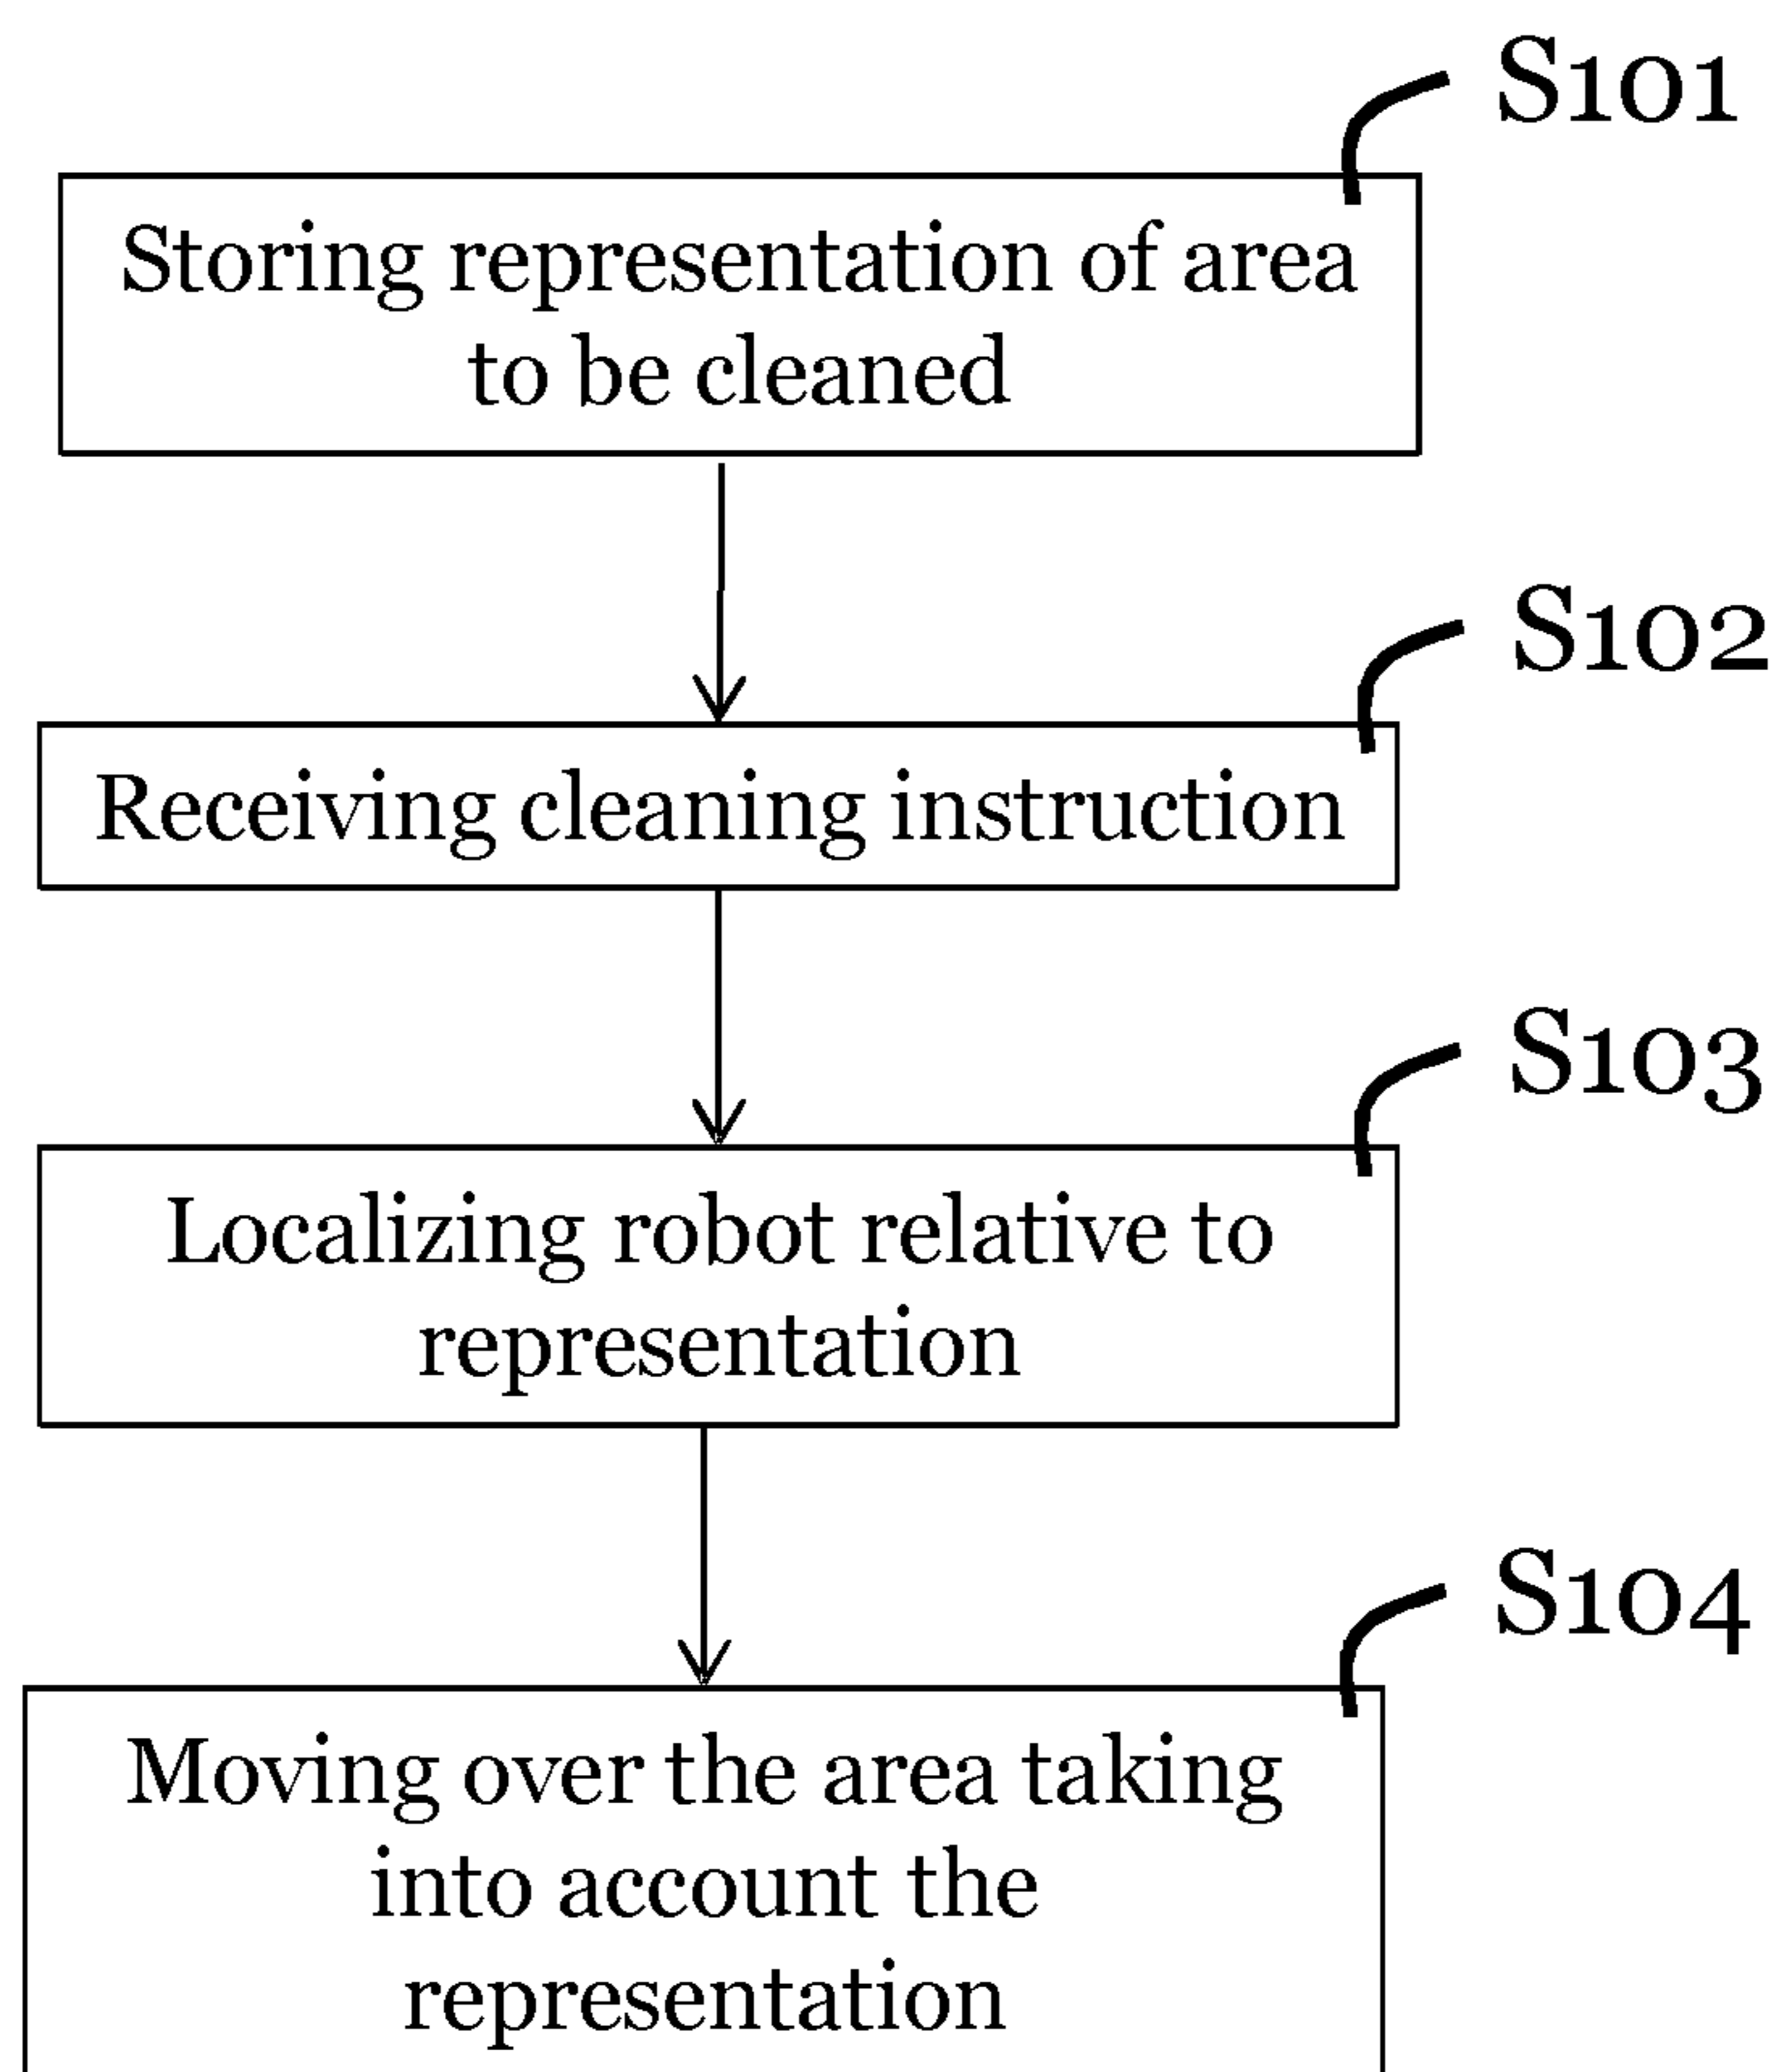 S101
Storing representation of area
to be cleaned
S102
Receiving cleaning instruction
S103
Localizing robot relative to
representation
S104
Moving over the area taking
into account the
representation